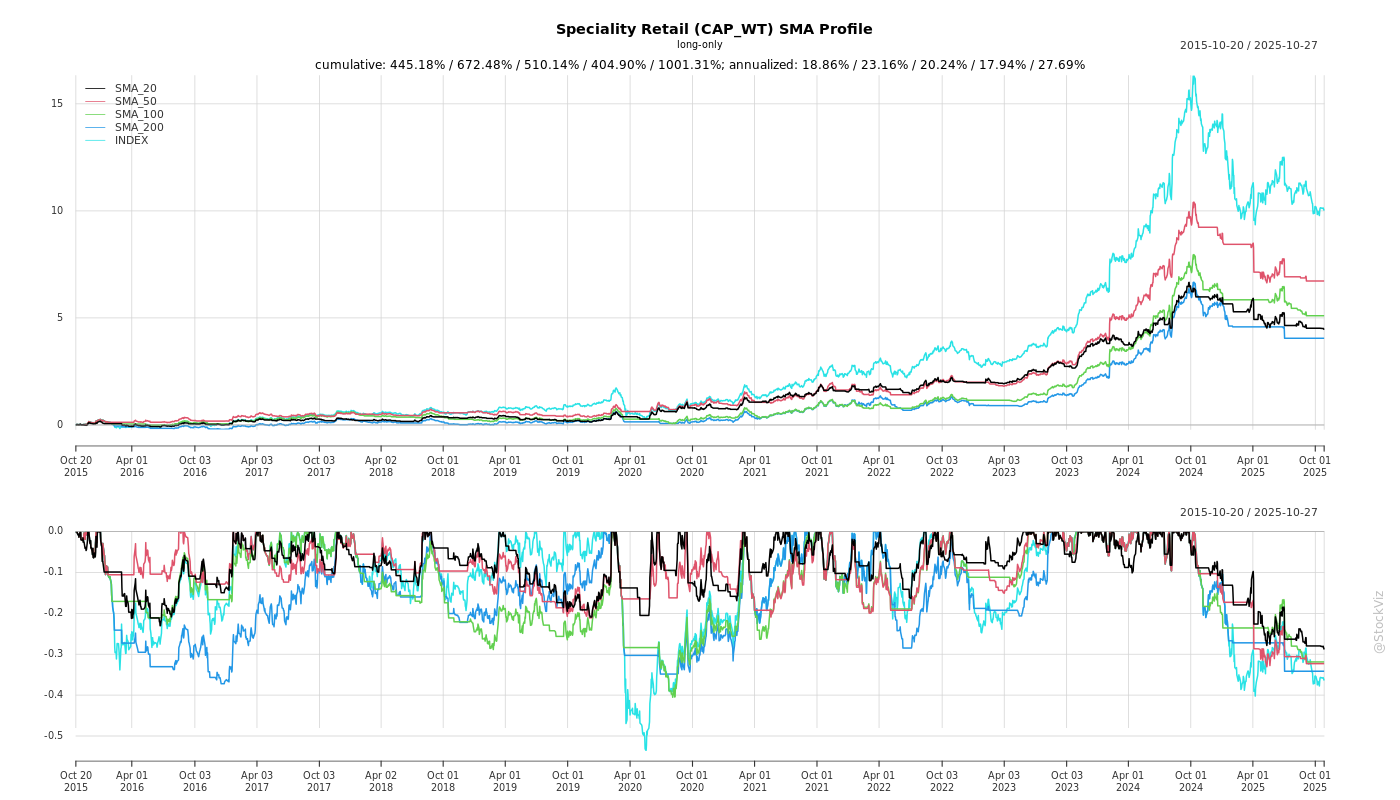 Speciality Retail (CAP_WT) SMA Profile
long-only
2015-10-20 / 2025-10-27
cumulative: 445.18% / 672.48% / 510.14% / 404.90% / 1001.31%; annualized: 18.86% / 23.16% / 20.24% / 17.94% / 27.69%
SMA_20
SMA_50
SMA_100
SMA_200
INDEX
15
10
5
0
Oct 20 Apr 01 Oct 03 Apr 03 Oct 03 Apr 02 Oct 01 Apr 01 Oct 01 Apr 01 Oct 01 Apr 01 Oct 01 Apr 01 Oct 03 Apr 03 Oct 03 Apr 01 Oct 01 Apr 01 Oct 01
2015 2016 2016 2017 2017 2018 2018 2019 2019 2020 2020 2021 2021 2022 2022 2023 2023 2024 2024 2025 2025
2015-10-20 / 2025-10-27
0.0
-0.1
-0.2
-0.3
-0.4
-0.5
Oct 20 Apr 01 Oct 03 Apr 03 Oct 03 Apr 02 Oct 01 Apr 01 Oct 01 Apr 01 Oct 01 Apr 01 Oct 01 Apr 01 Oct 03 Apr 03 Oct 03 Apr 01 Oct 01 Apr 01 Oct 01
2015 2016 2016 2017 2017 2018 2018 2019 2019 2020 2020 2021 2021 2022 2022 2023 2023 2024 2024 2025 2025
@StockViz